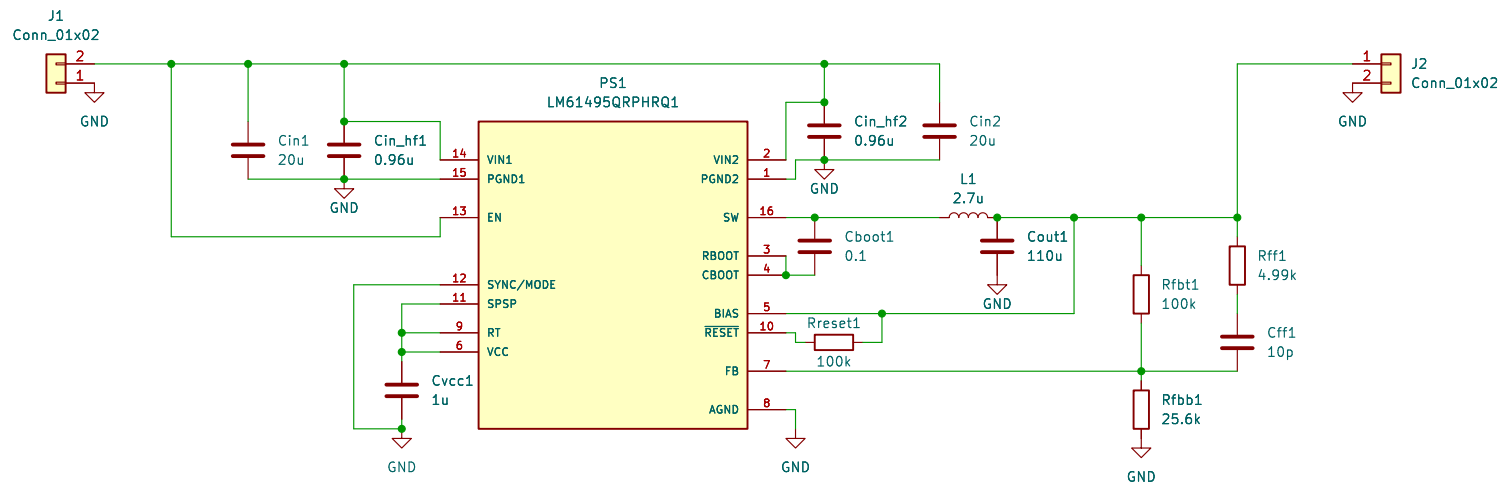 J1
Conn_01x02
2
1
GND
Cin1
20u
Cin_hf1
0.96u
GND
PS1
LM61495QRPHRQ1
14 VIN1
15 PGND1
13 EN
12 SYNC/MODE
11 SPSP
9 RT
6 VCC
VIN2 2
PGND2 1
SW 16
RBOOT 3
CBOOT 4
BIAS 5
RESET 10
FB 7
AGND 8
Cvcc1
1u
GND
GND
Cin_hf2
0.96u
GND
Cin2
20u
L1
2.7u
Cboot1
0.1
Cout1
110u
GND
Rreset1
100k
Rfbt1
100k
Rff1
4.99k
Cff1
10p
Rfbb1
25.6k
GND
1
2
J2
Conn_01x02
GND